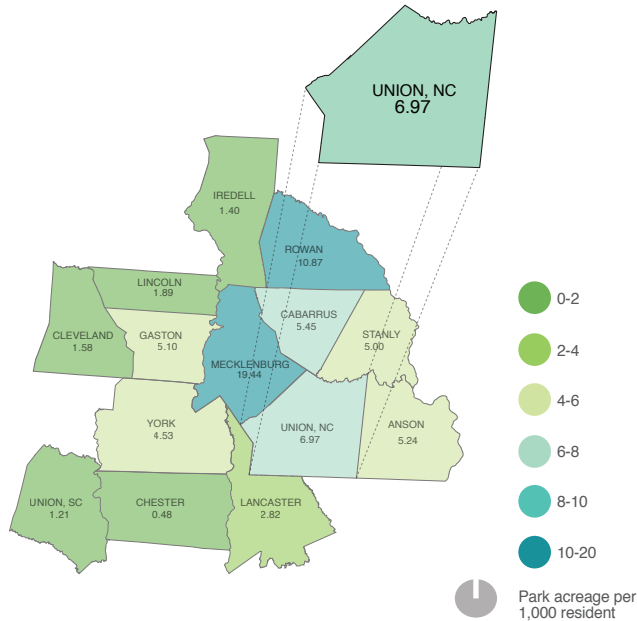 UNION, NC
6.97
IREDELL
1.40
ROWAN
10.87
LINCOLN
1.89
CABARRUS
5.45
CLEVELAND
1.58
GASTON
5.10
STANLY
5.00
MECKLENBURG
19.44
YORK
4.53
UNION, NC
6.97
ANSON
5.24
UNION, SC
1.21
CHESTER
0.48
LANCASTER
2.82
0-2
2-4
4-6
6-8
8-10
10-20
Park acreage per
1,000 resident